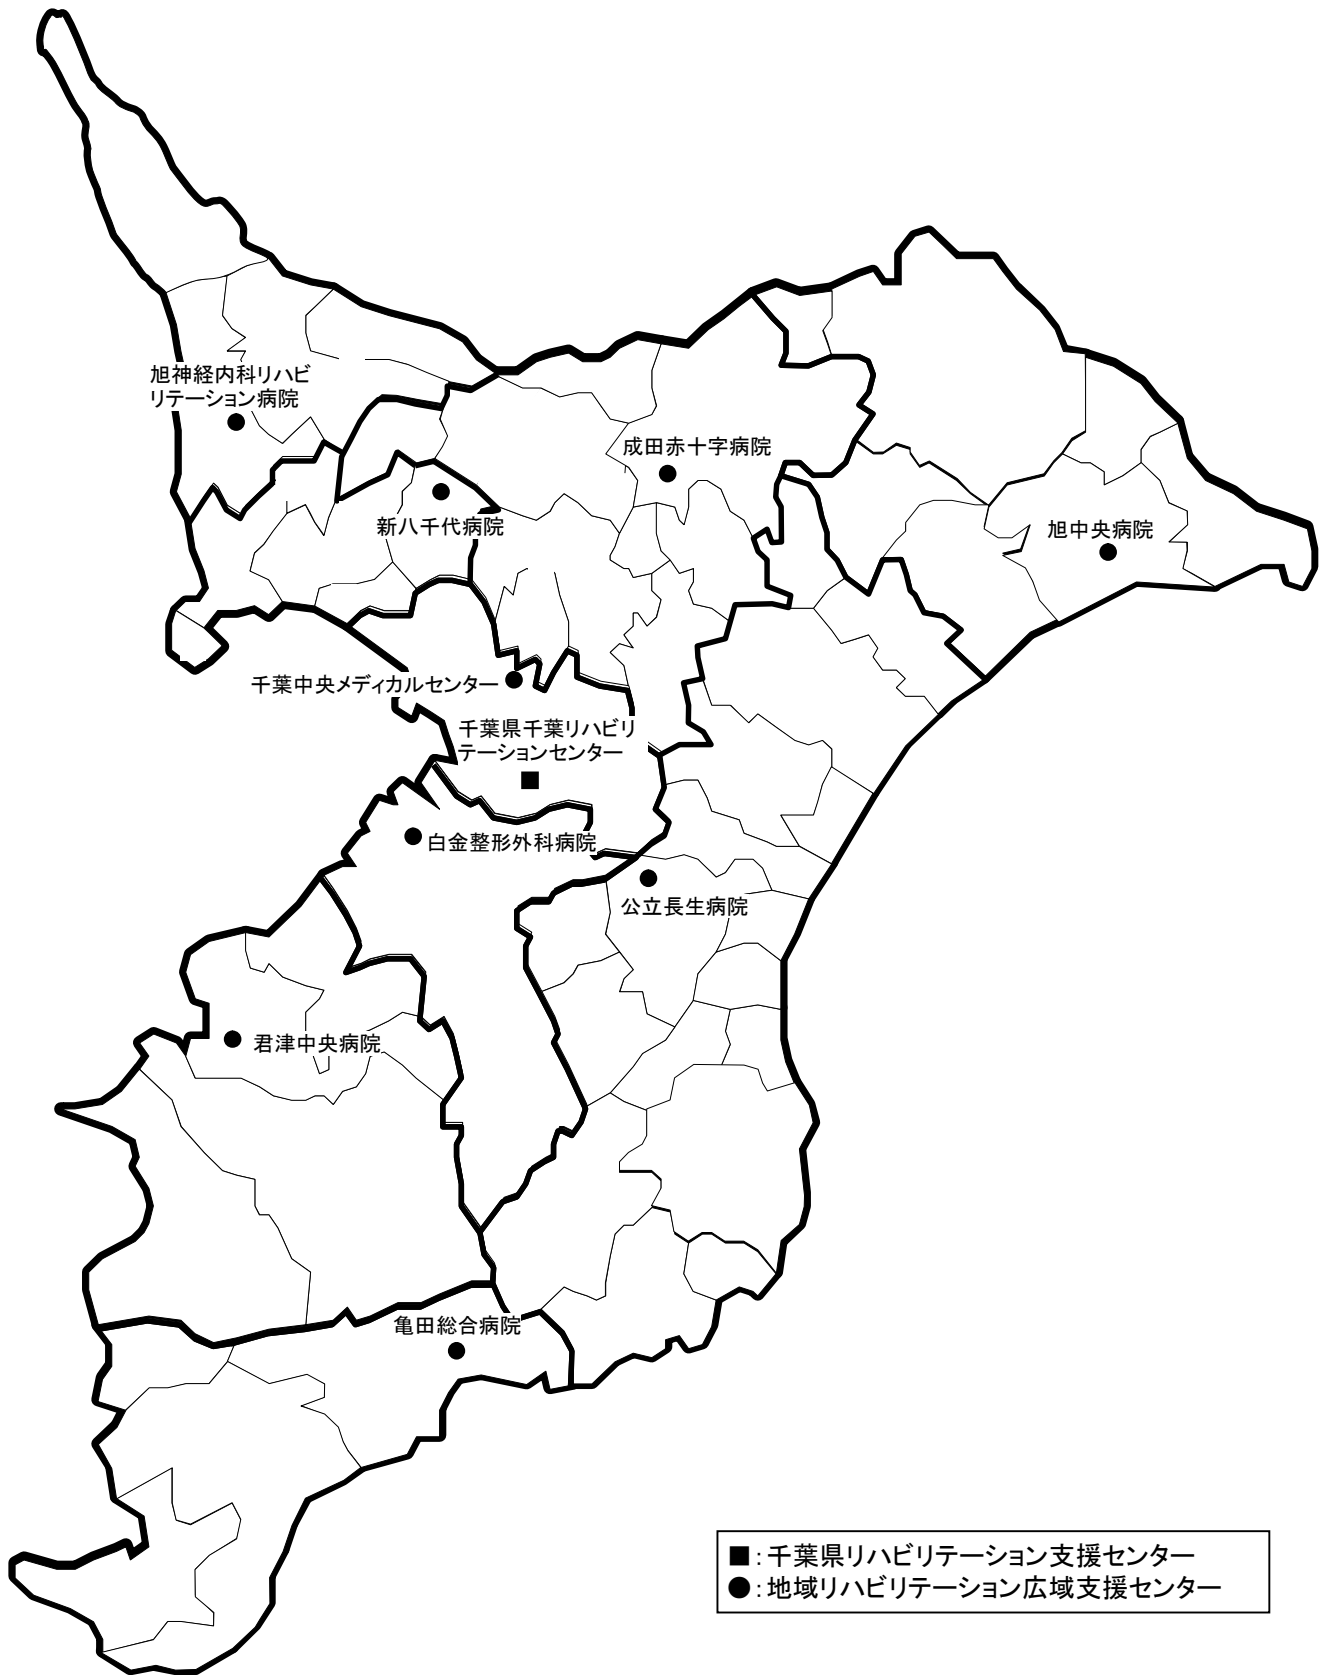 旭神経内科リハビ
リテーション病院
成田赤十字病院
新八千代病院
旭中央病院
千葉中央メディカルセンター
千葉県千葉リハビリ
テーションセンター
白金整形外科病院
公立長生病院
君津中央病院
亀田総合病院
■:千葉県リハビリテーション支援センター
●:地域リハビリテーション広域支援センター